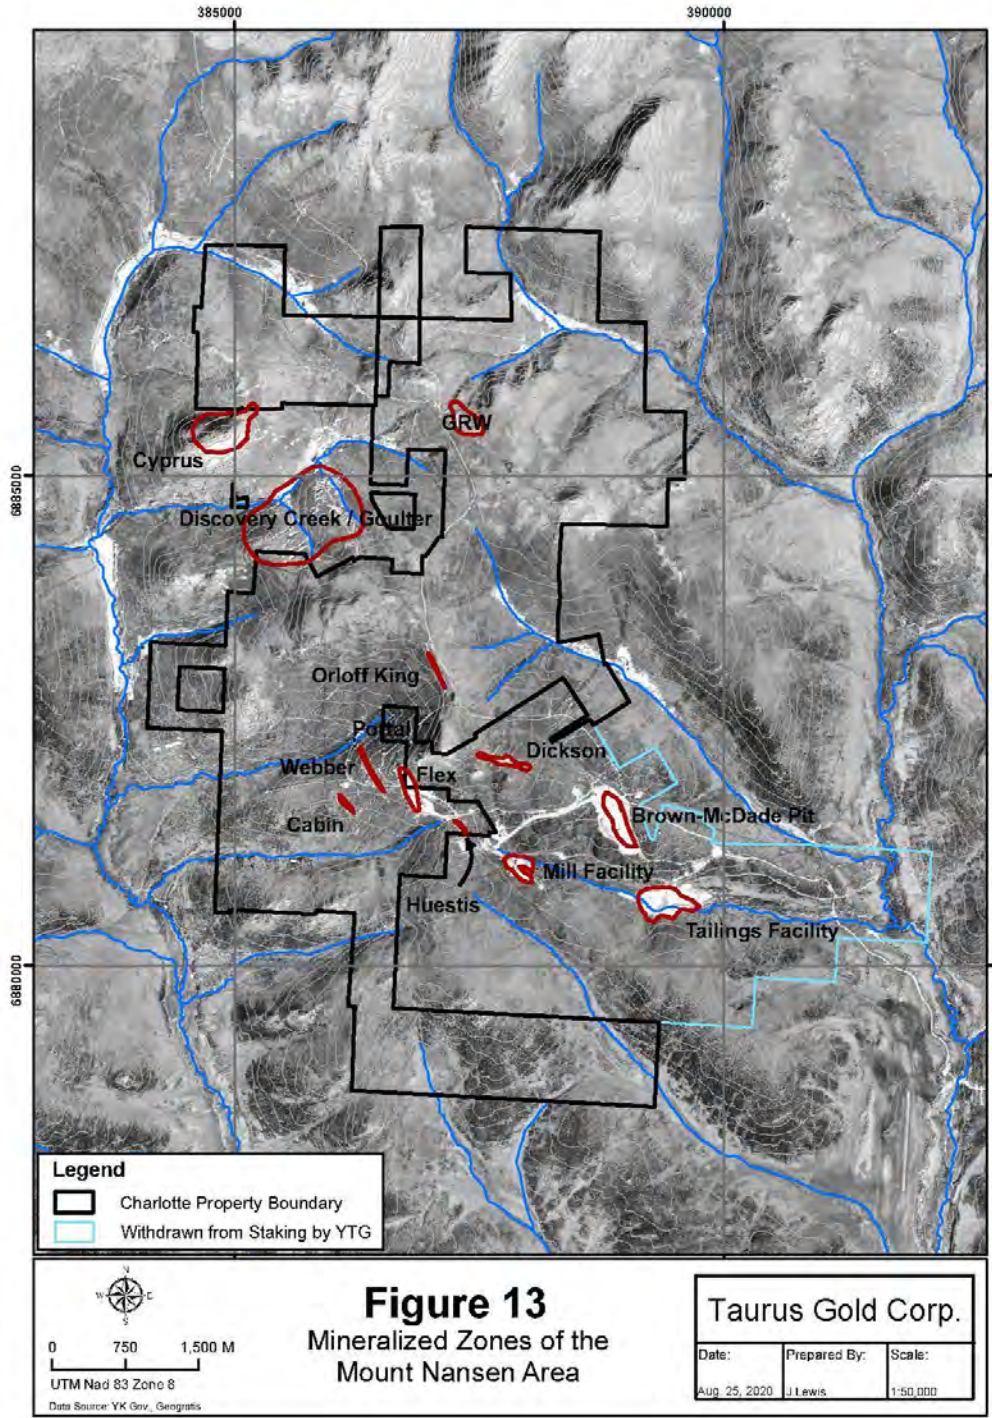 385000
390000
GRW
Cyprus
6885000
Discovery Creek / Goulter
Orloff King
Portal
Dickson
Webber
Flex
Cabin
Brown-McDade Pit
Mill Facility
Huestis
Tailings Facility
6880000
Legend
Charlotte Property Boundary
Withdrawn from Staking by YTG
N
W E
S
0 750 1,500 M
UTM Nad 83 Zone 8
Data Source: YK Gov., Geogratis
Figure 13
Mineralized Zones of the
Mount Nansen Area
Taurus Gold Corp.
Date: Prepared By: Scale:
Aug. 25, 2020 J.Lewis 1:50,000